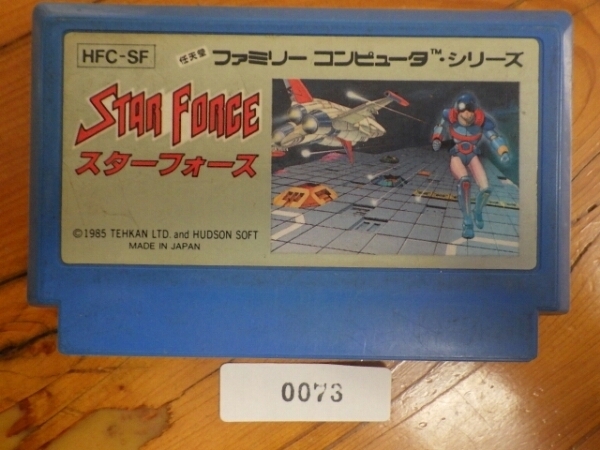 HFC-SF
任天堂 ファミリー コンピュータ™・シリーズ
STAR FORCE
スターフォース
©1985 TEHKAN LTD. and HUDSON SOFT
MADE IN JAPAN
0073